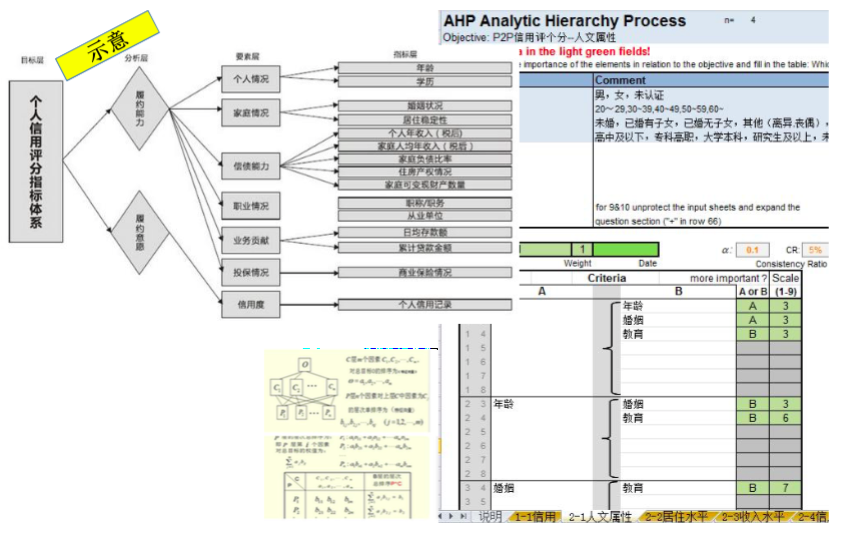 目标层
示意
分析层
要素层
指标层
个人信用评分指标体系
履约能力
履约意愿
个人情况
家庭情况
偿债能力
职业情况
业务贡献
投保情况
信用度
年龄
学历
婚姻状况
居住稳定性
个人年收入（税后）
家庭人均年收入（税后）
家庭负债比率
住房产权情况
家庭可变现财产数量
职称/职务
从业单位
日均存款额
累计贷款金额
商业保险情况
个人信用记录
AHP Analytic Hierarchy Process n= 4
Objective: P2P信用评个分--人文属性
a in the light green fields!
importance of the elements in relation to the objective and fill in the table: Whic
Comment
男，女，未认证
20～29,30~39,40~49,50~59,60~
未婚，已婚有子女，已婚无子女，其他（离异,丧偶），
高中及以下，专科高职，大学本科，研究生及以上，未
for 9&10 unprotect the input sheets and expand the
question section ("+" in row 66)
1 α: 0.1 CR: 5%
Weight Date Consistency Ratio
Criteria more important ? Scale
A B A or B (1-9)
年龄 A 3
婚姻 A 3
1 4 教育 B 3
1 5
1 6
1 7
1 8
2 3 年龄 婚姻 B 3
2 4 教育 B 6
2 5
2 6
2 7
2 8
3 4 婚姻 教育 B 7
3 5
说明 1-1信用 2-1人文属性 2-2居住水平 2-3收入水平 2-4信
O
C₁ C₂ ⋯ Cₘ
P₁ P₂ ⋯ Pₙ